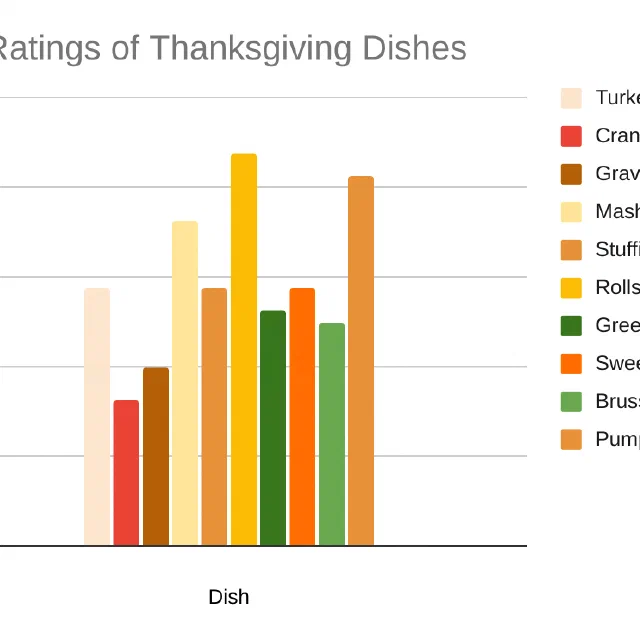 Ratings of Thanksgiving Dishes
Turke
Cran
Grav
Mash
Stuffi
Rolls
Gree
Swee
Bruss
Pump
Dish